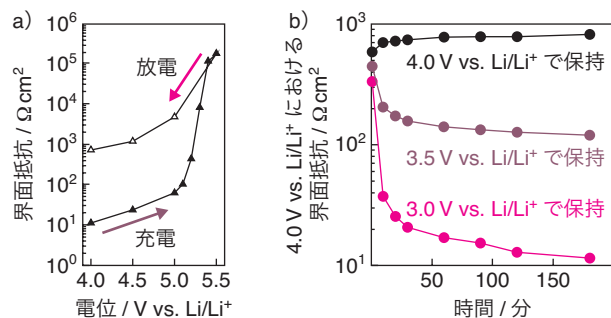 a)
界面抵抗 / Ω cm²
10⁶
10⁵
10⁴
10³
10²
10¹
10⁰
放電
充電
4.0 4.5 5.0 5.5
電位 / V vs. Li/Li⁺
b)
4.0 V vs. Li/Li⁺ における
界面抵抗 / Ω cm²
10³
10²
10¹
4.0 V vs. Li/Li⁺ で保持
3.5 V vs. Li/Li⁺ で保持
3.0 V vs. Li/Li⁺ で保持
0 50 100 150
時間 / 分